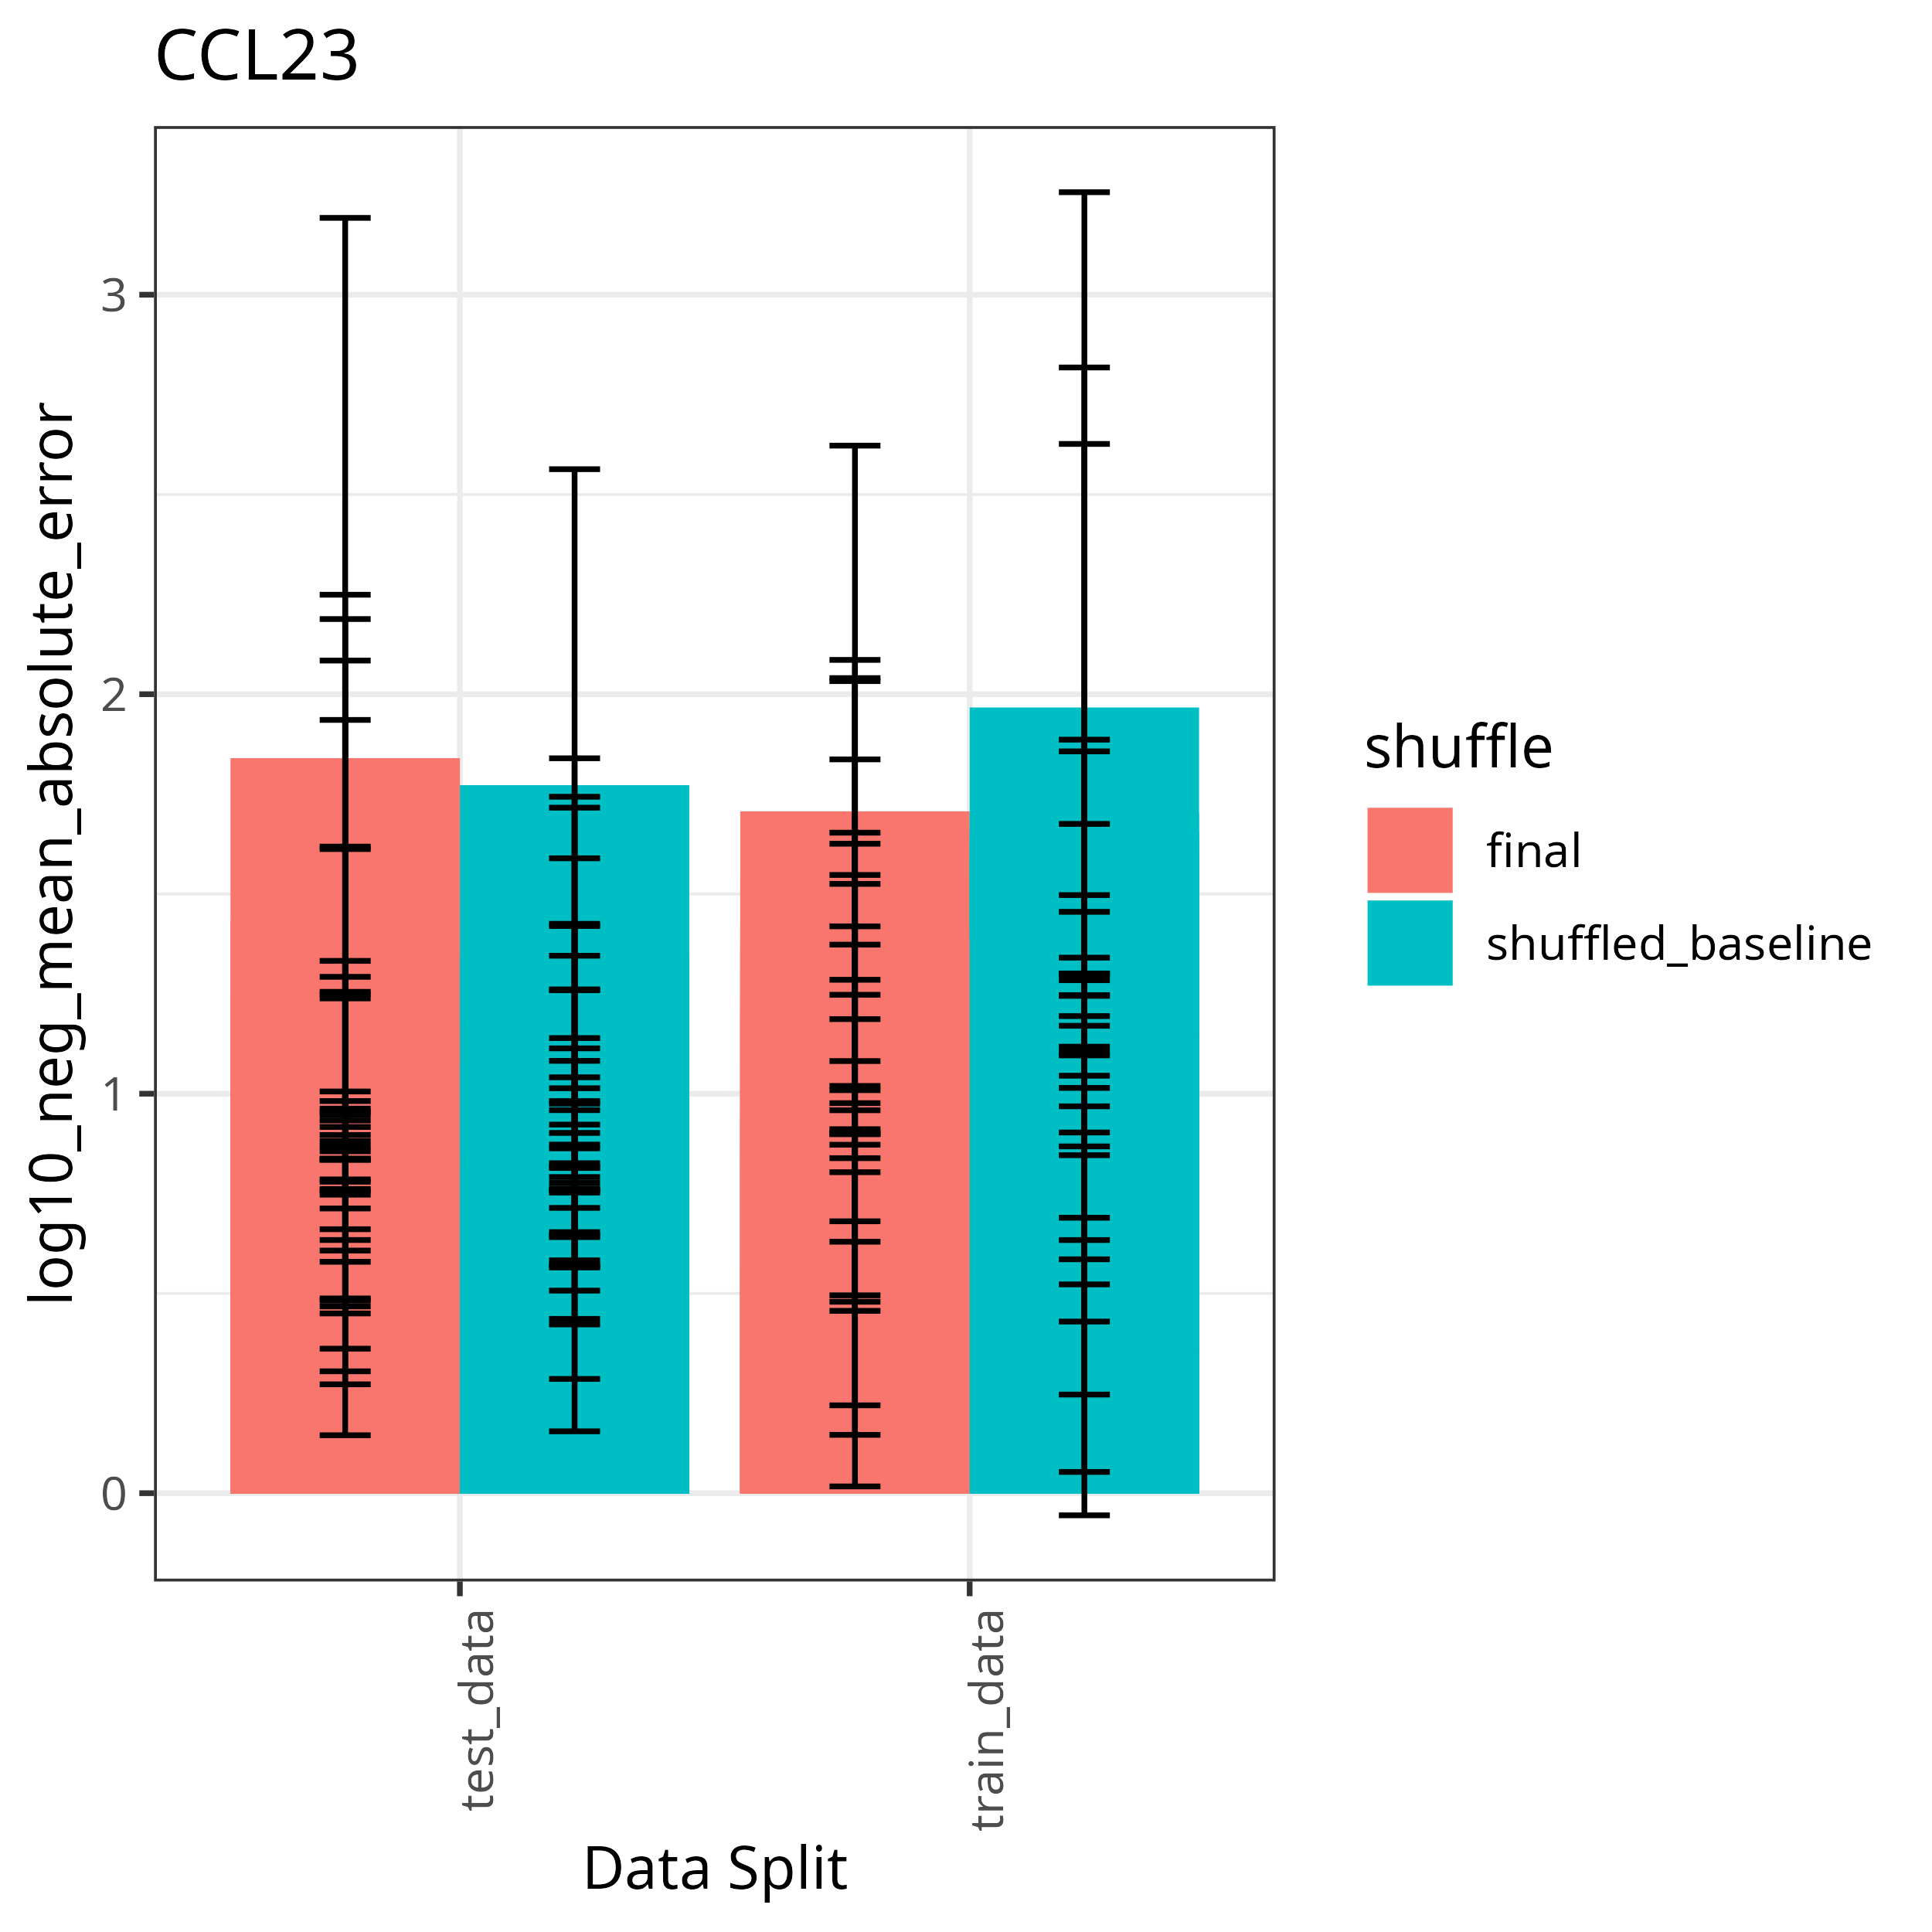 CCL23
log10_neg_mean_absolute_error
3
2
1
0
test_data
train_data
Data Split
shuffle
final
shuffled_baseline